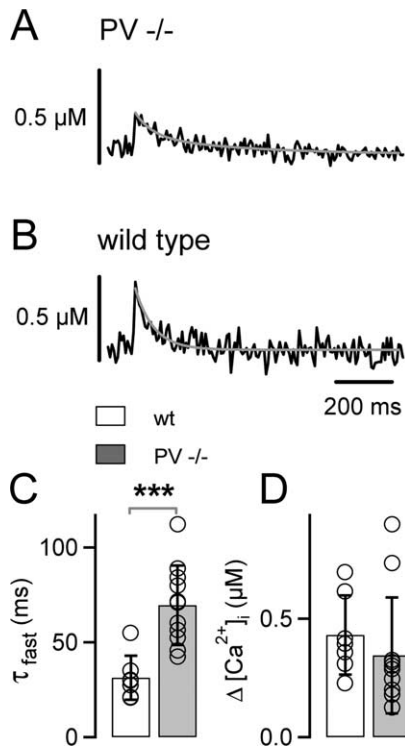 A PV -/-
0.5 µM
B wild type
0.5 µM
200 ms
wt
PV -/-
C
***
D
100
50
0
τfast (ms)
0.5
0.0
Δ [Ca2+]i (µM)